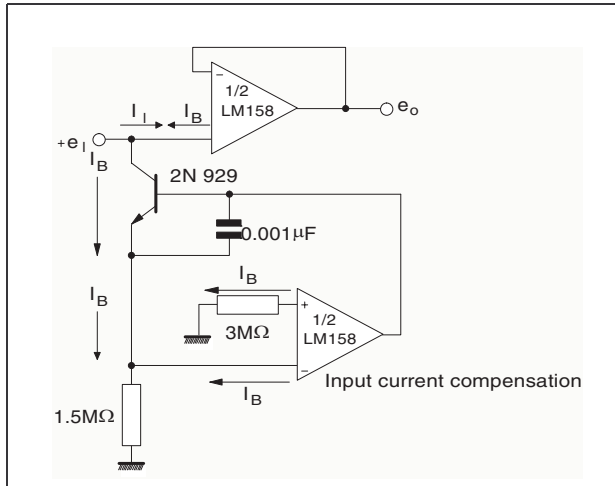 1/2
LM158
I_I
I_B
e_o
+e_I
I_B
2N 929
0.001μF
I_B
I_B
+
1/2
3MΩ
LM158
Input current compensation
I_B
1.5MΩ